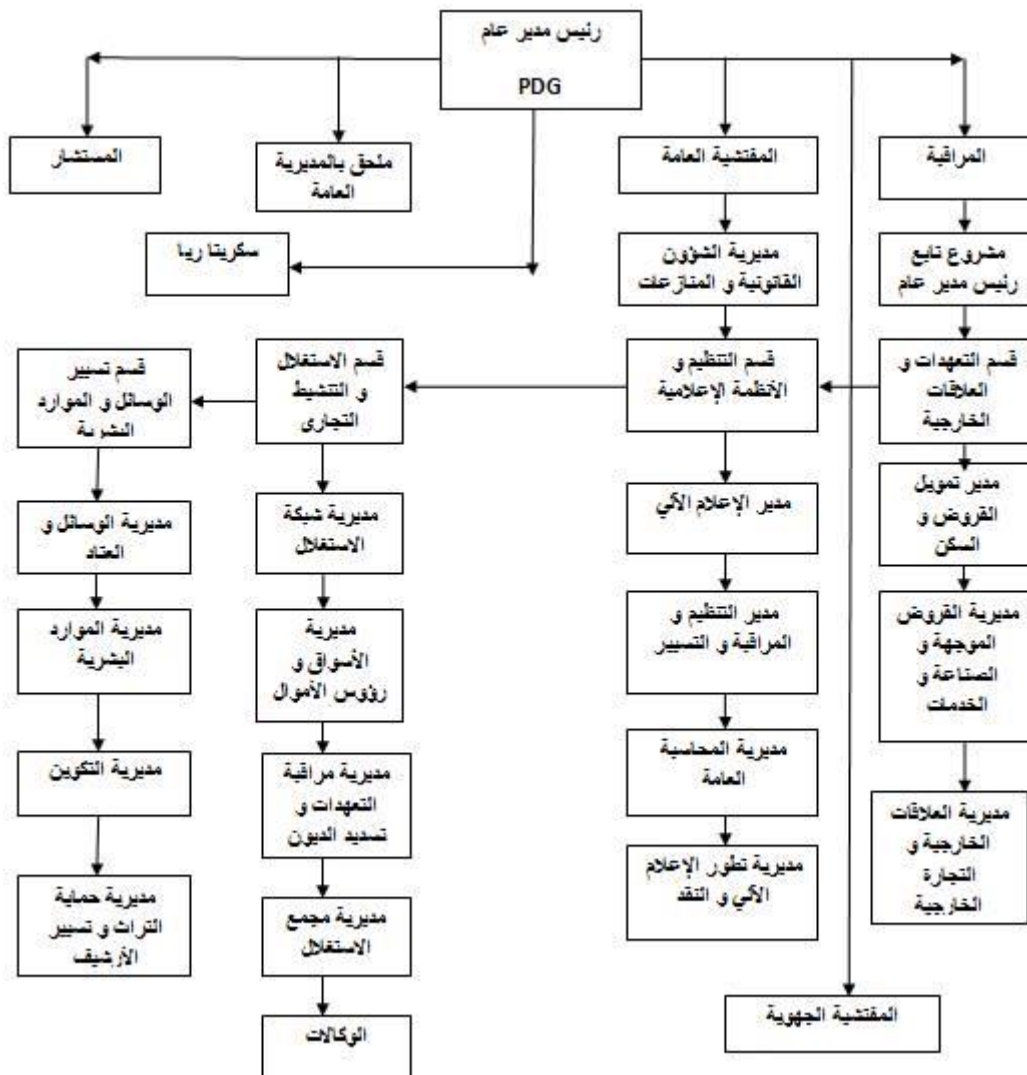 رئيس مدير عام
PDG
المراقبة
المفتشية العامة
ملحق بالمديرية
العامة
المستشار
سكريتا ريا
مشروع تابع
رئيس مدير عام
مديرية الشؤون
القانونية و المنازعات
قسم التعهدات و
العلاقات
الخارجية
قسم التنظيم و
الأنظمة الإعلامية
قسم الاستغلال
و التنشيط
التجاري
قسم تسيير
الوسائل و الموارد
البشرية
مدير تمويل
القروض و
السكن
مدير الإعلام الآلي
مديرية شبكة
الاستغلال
مديرية الوسائل و
العتاد
مديرية القروض
الموجهة و
الصناعة و
الخدمات
مدير التنظيم و
المراقبة و التسيير
مديرية
الأسواق و
رؤوس الأموال
مديرية الموارد
البشرية
مديرية العلاقات
الخارجية و
التجارة
الخارجية
مديرية المحاسبة
العامة
مديرية مراقبة
التعهدات و
تسديد الديون
مديرية التكوين
مديرية تطور الإعلام
الآلي و النقد
مديرية مجمع
الاستغلال
مديرية حماية
التراث و تسيير
الأرشيف
المفتشية الجهوية
الوكالات